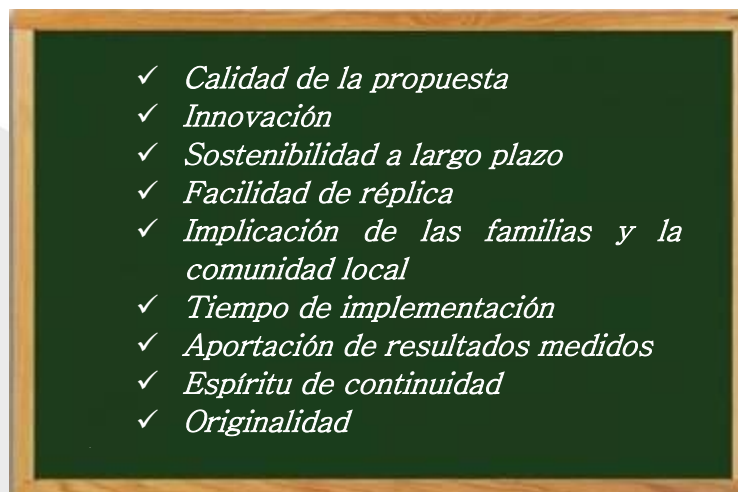 ✓ Calidad de la propuesta
✓ Innovación
✓ Sostenibilidad a largo plazo
✓ Facilidad de réplica
✓ Implicación de las familias y la
comunidad local
✓ Tiempo de implementación
✓ Aportación de resultados medidos
✓ Espíritu de continuidad
✓ Originalidad